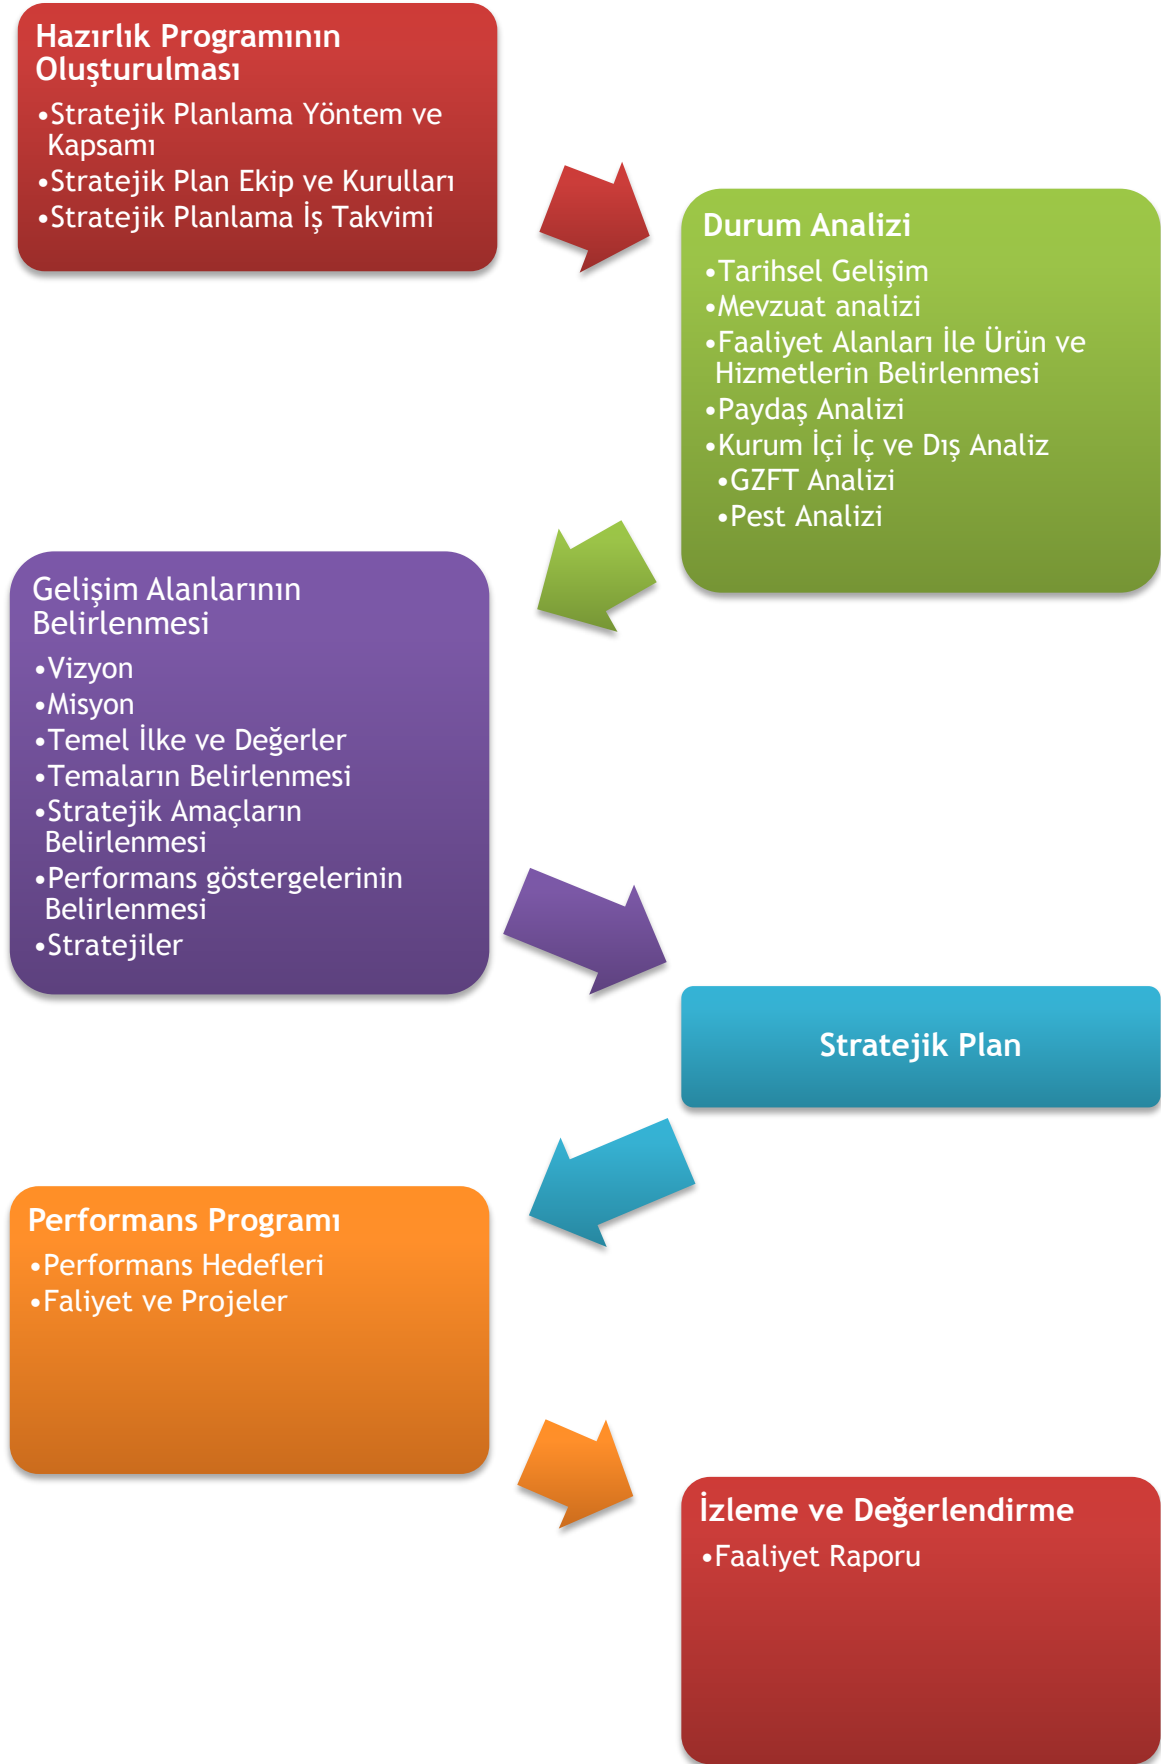 Hazırlık Programının
Oluşturulması
•Stratejik Planlama Yöntem ve
Kapsamı
•Stratejik Plan Ekip ve Kurulları
•Stratejik Planlama İş Takvimi
Durum Analizi
•Tarihsel Gelişim
•Mevzuat analizi
•Faaliyet Alanları İle Ürün ve
Hizmetlerin Belirlenmesi
•Paydaş Analizi
•Kurum İçi İç ve Dış Analiz
•GZFT Analizi
•Pest Analizi
Gelişim Alanlarının
Belirlenmesi
•Vizyon
•Misyon
•Temel İlke ve Değerler
•Temaların Belirlenmesi
•Stratejik Amaçların
Belirlenmesi
•Performans göstergelerinin
Belirlenmesi
•Stratejiler
Stratejik Plan
Performans Programı
•Performans Hedefleri
•Faliyet ve Projeler
İzleme ve Değerlendirme
•Faaliyet Raporu